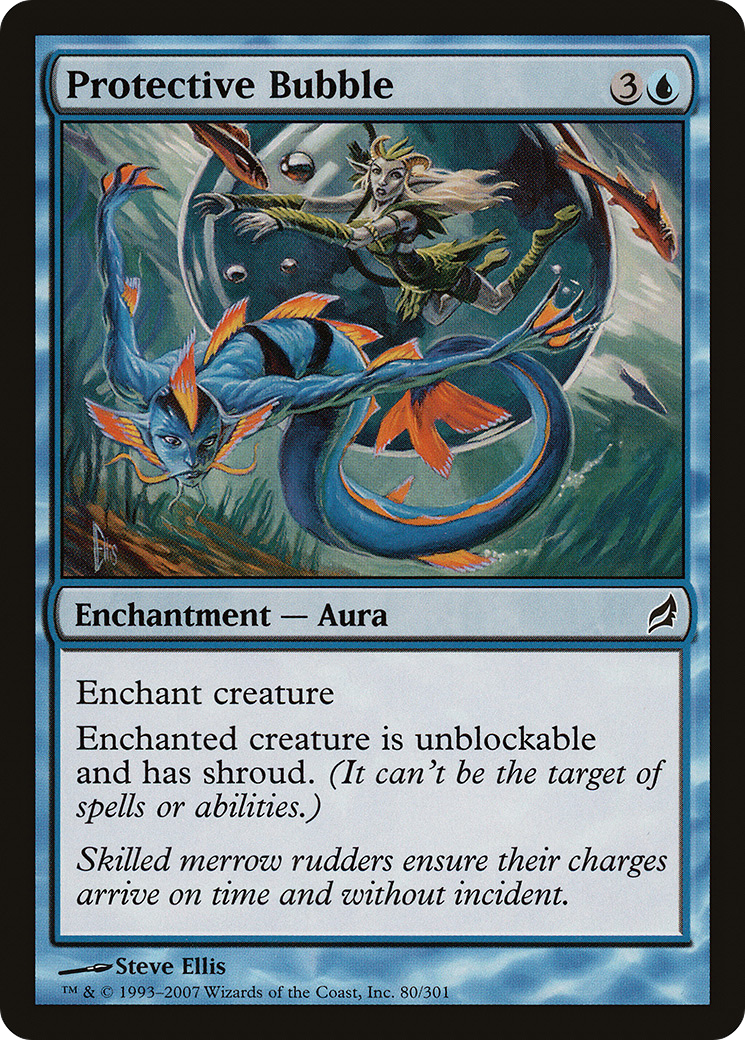 Protective Bubble 3
Ellis
Enchantment — Aura
Enchant creature
Enchanted creature is unblockable
and has shroud. (It can't be the target of
spells or abilities.)
Skilled merrow rudders ensure their charges
arrive on time and without incident.
Steve Ellis
™ & © 1993–2007 Wizards of the Coast, Inc. 80/301